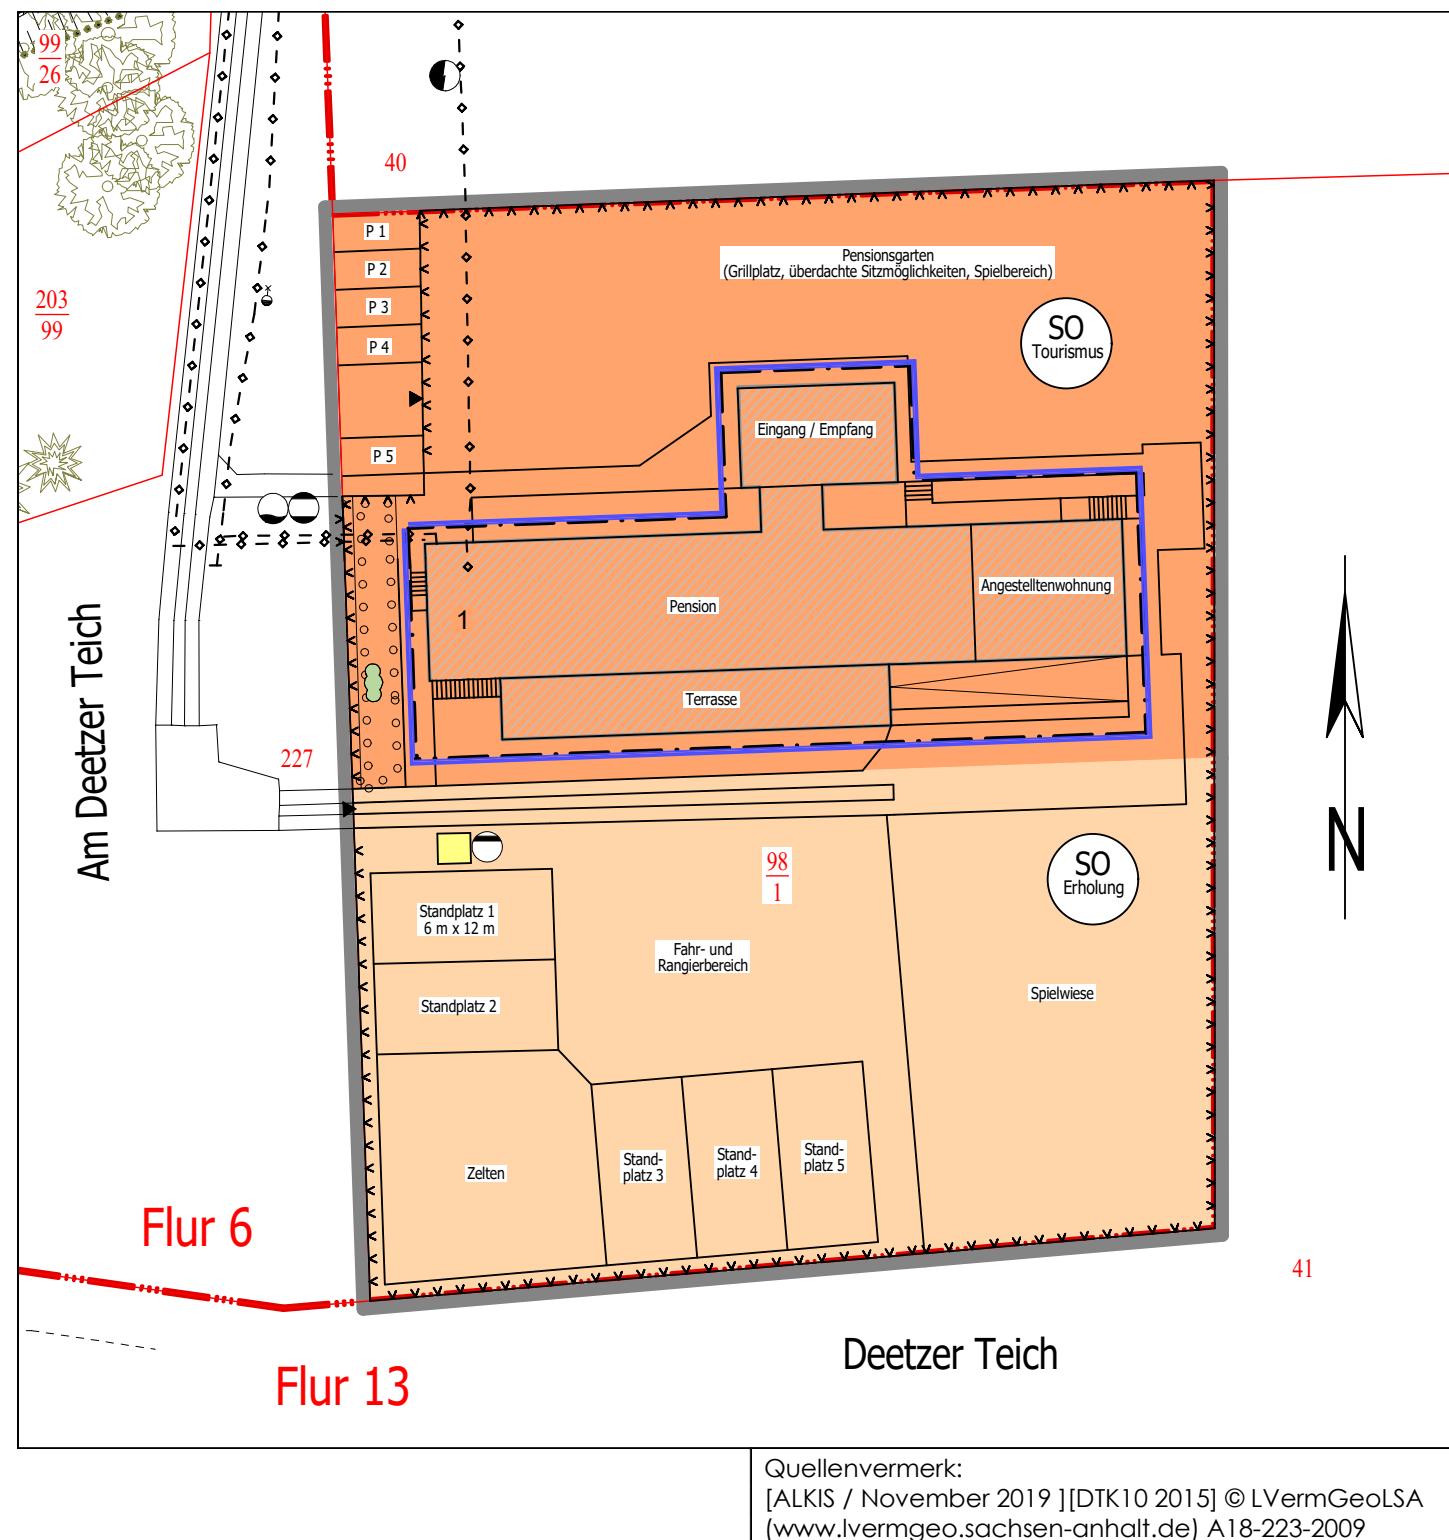 99
26
40
P 1
P 2
P 3
P 4
P 5
203
99
Pensionsgarten
(Grillplatz, überdachte Sitzmöglichkeiten, Spielbereich)
SO
Tourismus
Eingang / Empfang
Angestelltenwohnung
Pension
1
Terrasse
227
Am Deetzer Teich
N
98
1
SO
Erholung
Standplatz 1
6 m x 12 m
Fahr- und
Rangierbereich
Standplatz 2
Spielwiese
Zelten
Stand-
platz 3
Stand-
platz 4
Stand-
platz 5
Flur 6
41
Deetzer Teich
Flur 13
Quellenvermerk:
[ALKIS / November 2019 ][DTK10 2015] © LVermGeoLSA
(www.lvermgeo.sachsen-anhalt.de) A18-223-2009